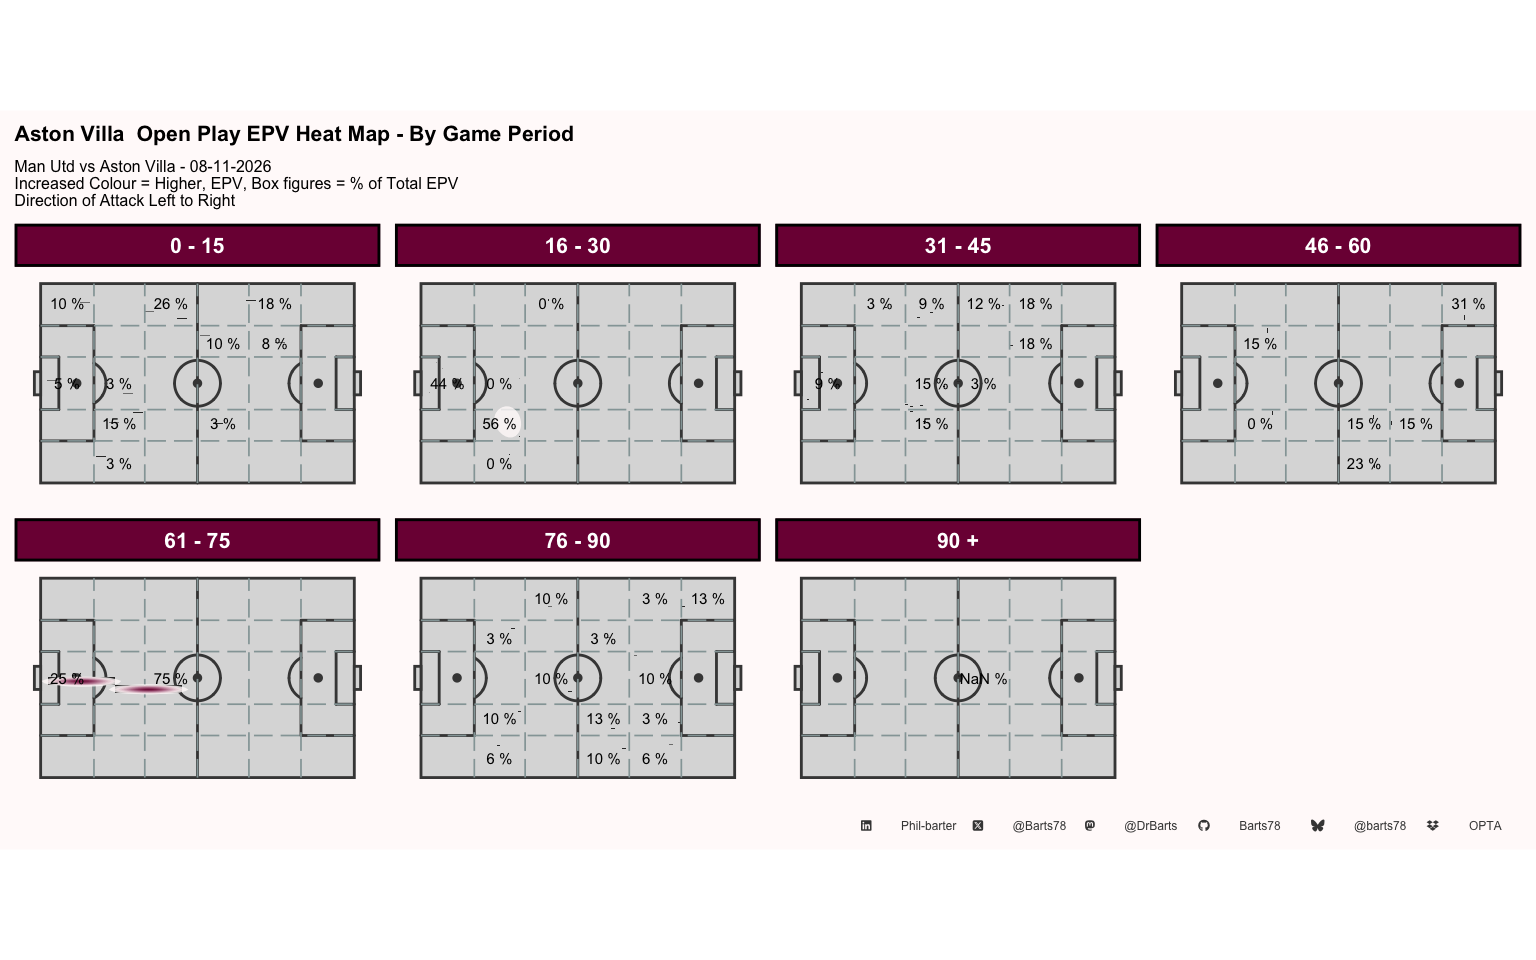 Aston Villa  Open Play EPV Heat Map - By Game Period
Man Utd vs Aston Villa - 08-11-2026
Increased Colour = Higher, EPV, Box figures = % of Total EPV
Direction of Attack Left to Right
0 - 15
16 - 30
31 - 45
46 - 60
10 %
26 %
18 %
10 %
8 %
5 %
3 %
15 %
3 %
3 %
0 %
44 %
0 %
56 %
0 %
3 %
9 %
12 %
18 %
18 %
9 %
15 %
3 %
15 %
31 %
15 %
0 %
15 %
15 %
23 %
61 - 75
76 - 90
90 +
25 %
75 %
10 %
3 %
13 %
3 %
3 %
10 %
10 %
10 %
13 %
3 %
6 %
10 %
6 %
NaN %
Phil-barter
@Barts78
@DrBarts
Barts78
@barts78
OPTA